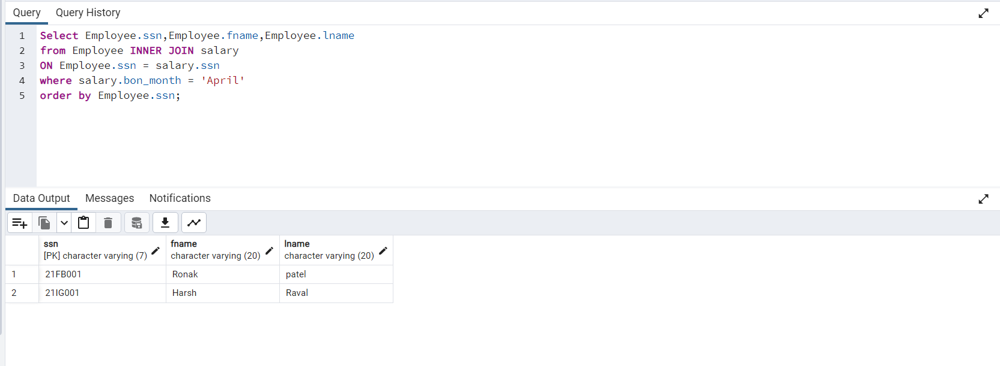 Query Query History
1 Select Employee.ssn,Employee.fname,Employee.lname
2 from Employee INNER JOIN salary
3 ON Employee.ssn = salary.ssn
4 where salary.bon_month = 'April'
5 order by Employee.ssn;
Data Output Messages Notifications
ssn fname lname
[PK] character varying (7) character varying (20) character varying (20)
1 21FB001 Ronak patel
2 21IG001 Harsh Raval